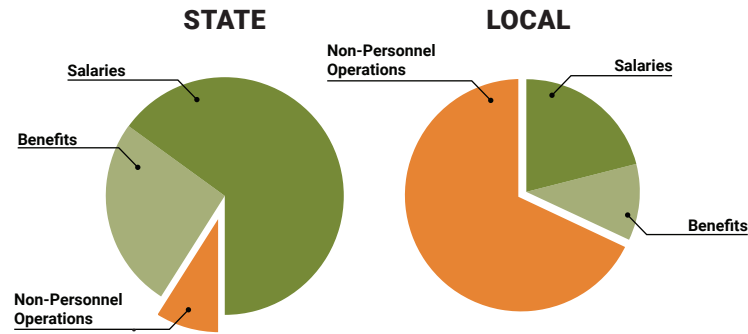 STATE
Salaries
Benefits
Non-Personnel
Operations
LOCAL
Non-Personnel
Operations
Salaries
Benefits